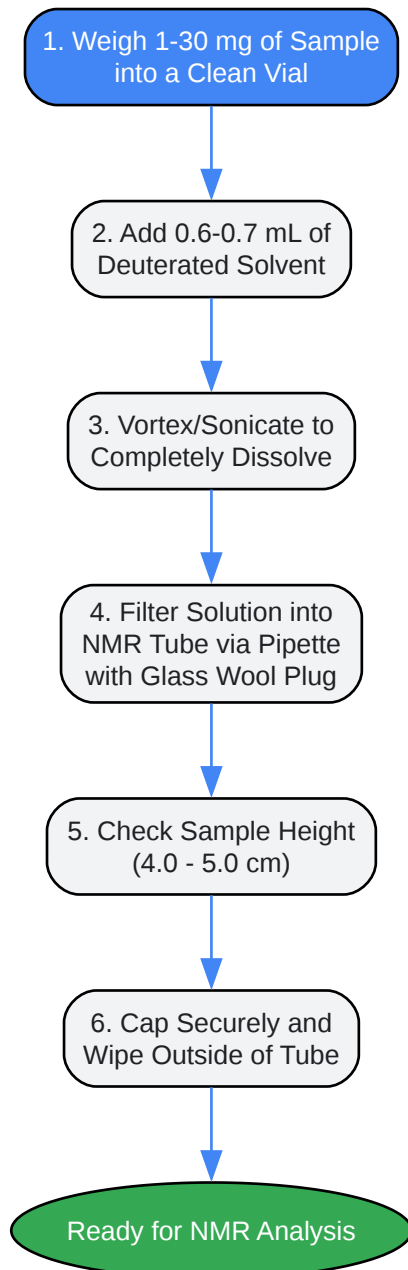 1. Weigh 1-30 mg of Sample
into a Clean Vial
2. Add 0.6-0.7 mL of
Deuterated Solvent
3. Vortex/Sonicate to
Completely Dissolve
4. Filter Solution into
NMR Tube via Pipette
with Glass Wool Plug
5. Check Sample Height
(4.0 - 5.0 cm)
6. Cap Securely and
Wipe Outside of Tube
Ready for NMR Analysis